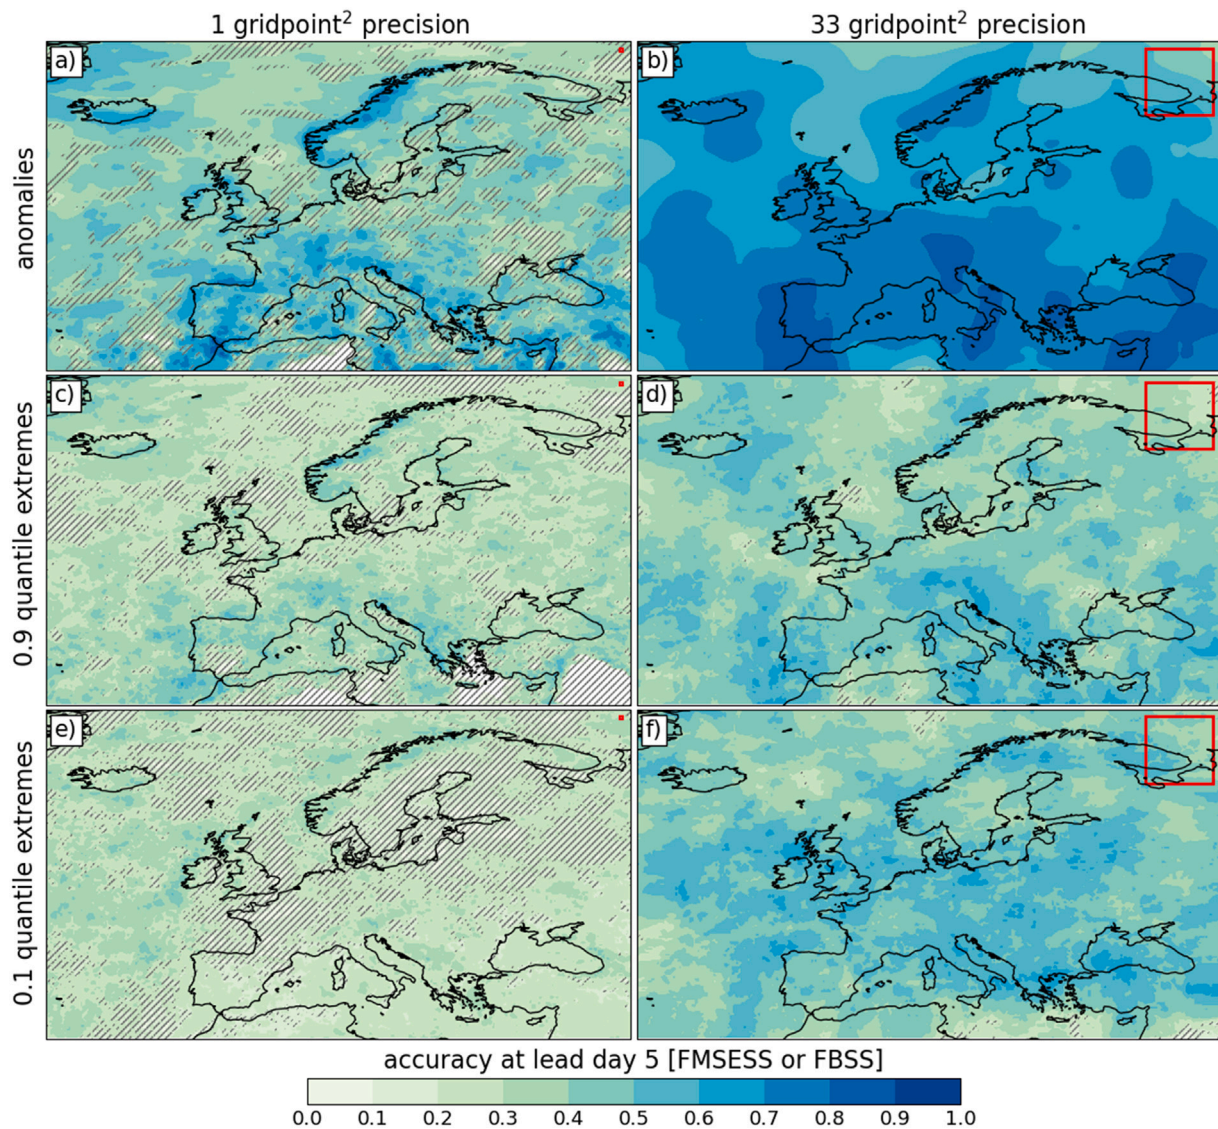 1 gridpoint² precision
33 gridpoint² precision
a)
b)
anomalies
c)
d)
0.9 quantile extremes
e)
f)
0.1 quantile extremes
accuracy at lead day 5 [FMSESS or FBSS]
0.0 0.1 0.2 0.3 0.4 0.5 0.6 0.7 0.8 0.9 1.0